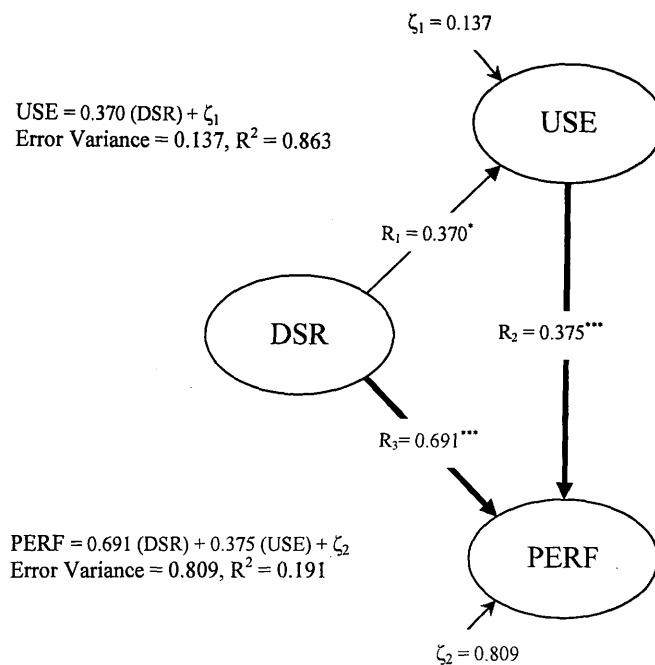 ζ₁ = 0.137
USE = 0.370 (DSR) + ζ₁
Error Variance = 0.137, R² = 0.863
USE
R₁ = 0.370*
DSR
R₂ = 0.375***
R₃= 0.691***
PERF = 0.691 (DSR) + 0.375 (USE) + ζ₂
Error Variance = 0.809, R² = 0.191
PERF
ζ₂ = 0.809